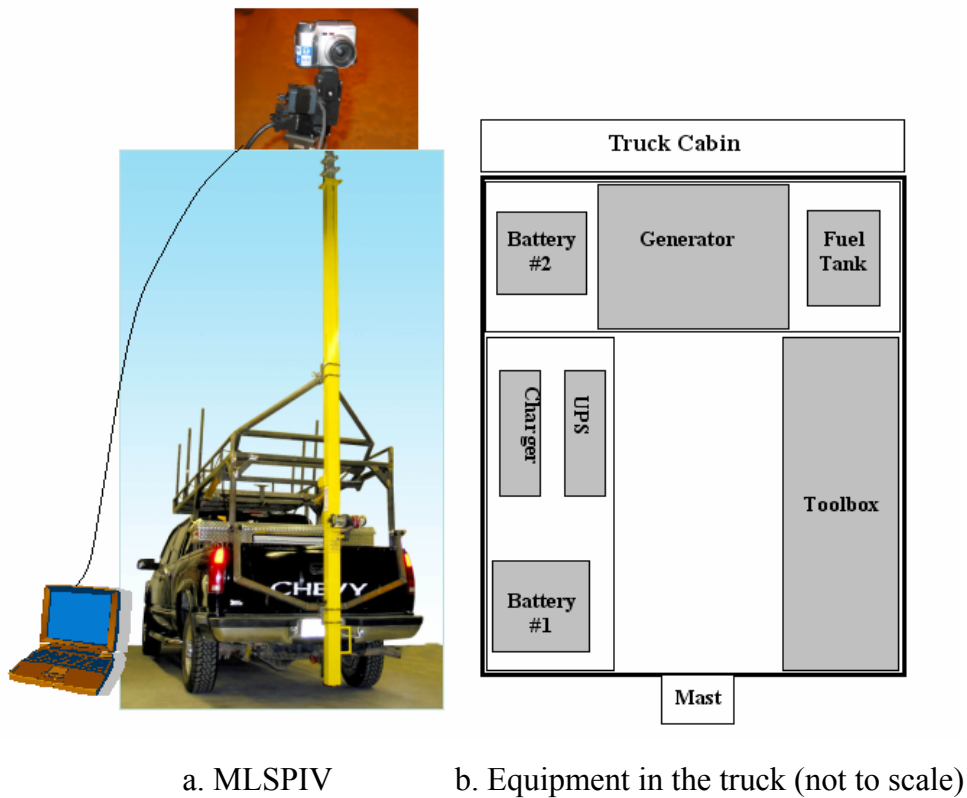 Truck Cabin
Battery
#2
Generator
Fuel
Tank
Charger
UPS
Toolbox
Battery
#1
Mast
CHEVY
a. MLSPIV
b. Equipment in the truck (not to scale)